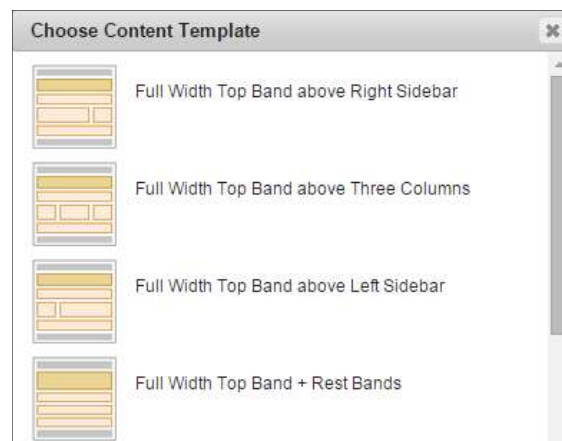 Choose Content Template
Full Width Top Band above Right Sidebar
Full Width Top Band above Three Columns
Full Width Top Band above Left Sidebar
Full Width Top Band + Rest Bands